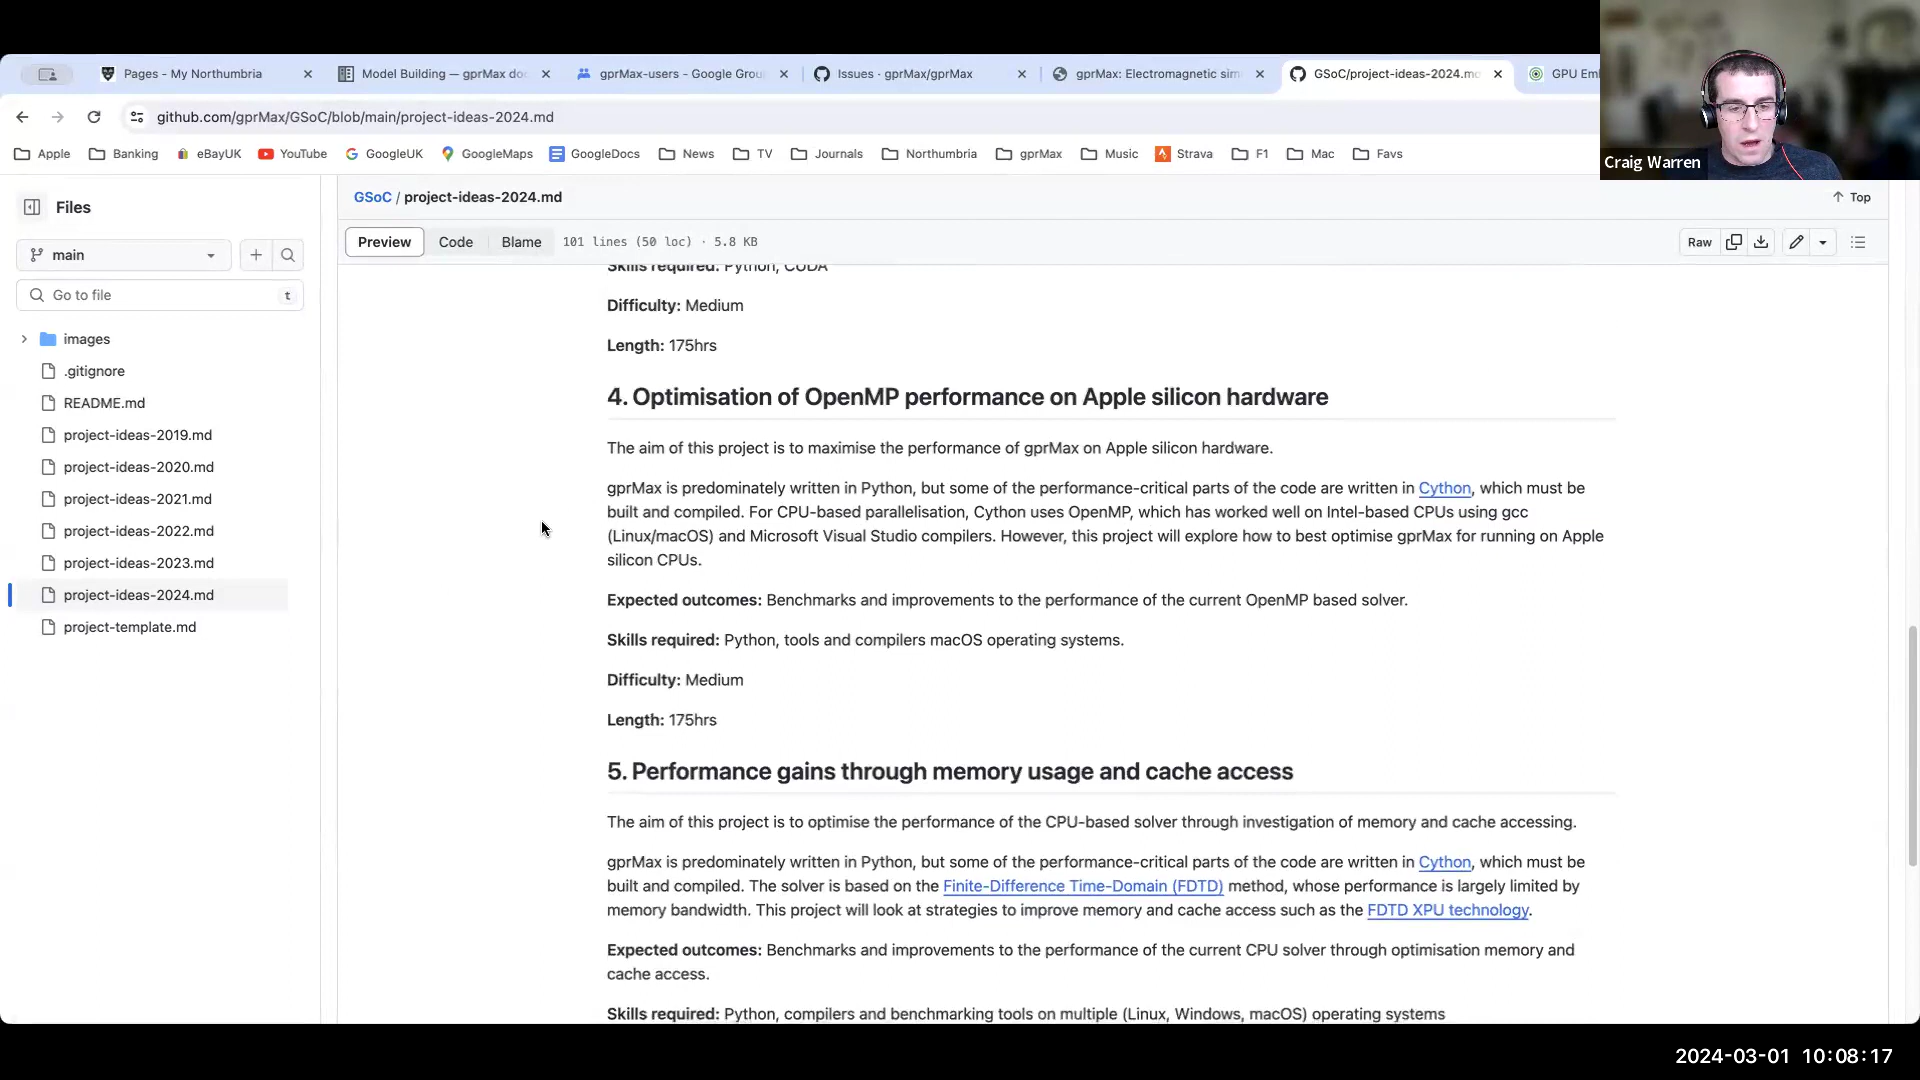 Pages - My Northumbria
Model Building — gprMax doc
gprMax-users - Google Grou
Issues · gprMax/gprMax
gprMax: Electromagnetic sim
GSoC/project-ideas-2024.md
GPU Em
github.com/gprMax/GSoC/blob/main/project-ideas-2024.md
Apple
Banking
eBayUK
YouTube
GoogleUK
GoogleMaps
GoogleDocs
News
TV
Journals
Northumbria
gprMax
Music
Strava
F1
Mac
Favs
Craig Warren
Files
main
Go to file
t
images
.gitignore
README.md
project-ideas-2019.md
project-ideas-2020.md
project-ideas-2021.md
project-ideas-2022.md
project-ideas-2023.md
project-ideas-2024.md
project-template.md
GSoC / project-ideas-2024.md
Top
Preview
Code
Blame
101 lines (50 loc) · 5.8 KB
Raw
Skills required: Python, CUDA
Difficulty: Medium
Length: 175hrs
4. Optimisation of OpenMP performance on Apple silicon hardware
The aim of this project is to maximise the performance of gprMax on Apple silicon hardware.
gprMax is predominately written in Python, but some of the performance-critical parts of the code are written in Cython, which must be
built and compiled. For CPU-based parallelisation, Cython uses OpenMP, which has worked well on Intel-based CPUs using gcc
(Linux/macOS) and Microsoft Visual Studio compilers. However, this project will explore how to best optimise gprMax for running on Apple
silicon CPUs.
Expected outcomes: Benchmarks and improvements to the performance of the current OpenMP based solver.
Skills required: Python, tools and compilers macOS operating systems.
Difficulty: Medium
Length: 175hrs
5. Performance gains through memory usage and cache access
The aim of this project is to optimise the performance of the CPU-based solver through investigation of memory and cache accessing.
gprMax is predominately written in Python, but some of the performance-critical parts of the code are written in Cython, which must be
built and compiled. The solver is based on the Finite-Difference Time-Domain (FDTD) method, whose performance is largely limited by
memory bandwidth. This project will look at strategies to improve memory and cache access such as the FDTD XPU technology.
Expected outcomes: Benchmarks and improvements to the performance of the current CPU solver through optimisation memory and
cache access.
Skills required: Python, compilers and benchmarking tools on multiple (Linux, Windows, macOS) operating systems
2024-03-01 10:08:17